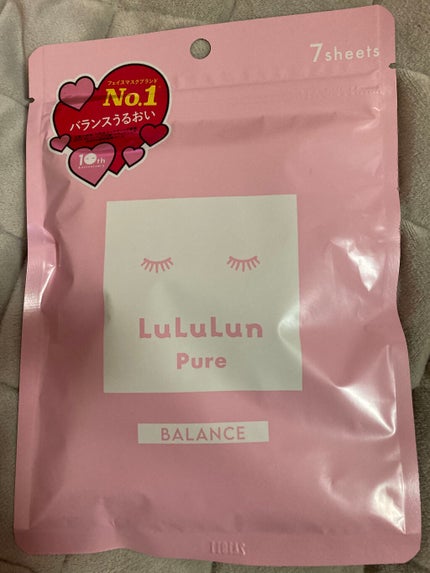 7sheets
フェイスマスクブランド
No.1
バランスうるおい
10th
LuLuLun
Pure
BALANCE